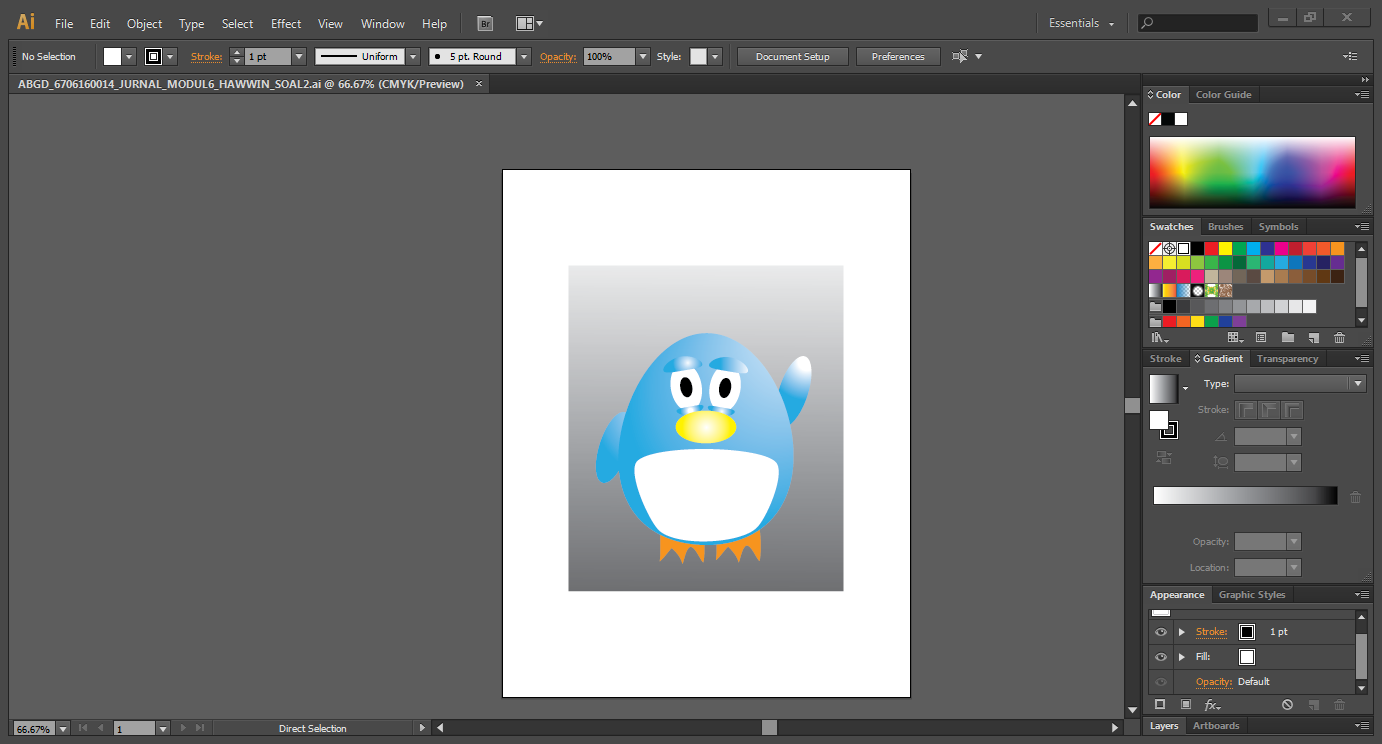 Ai File Edit Object Type Select Effect View Window Help Br Essentials
No Selection Stroke: 1 pt Uniform 5 pt. Round Opacity: 100% Style: Document Setup Preferences
ABGD_6706160014_JURNAL_MODUL6_HAWWIN_SOAL2.ai @ 66.67% (CMYK/Preview) ×
Color Color Guide
Swatches Brushes Symbols
Stroke Gradient Transparency
Type:
Stroke:
Opacity:
Location:
Appearance Graphic Styles
Stroke: 1 pt
Fill:
Opacity: Default
fx
Layers Artboards
66.67% 1 Direct Selection